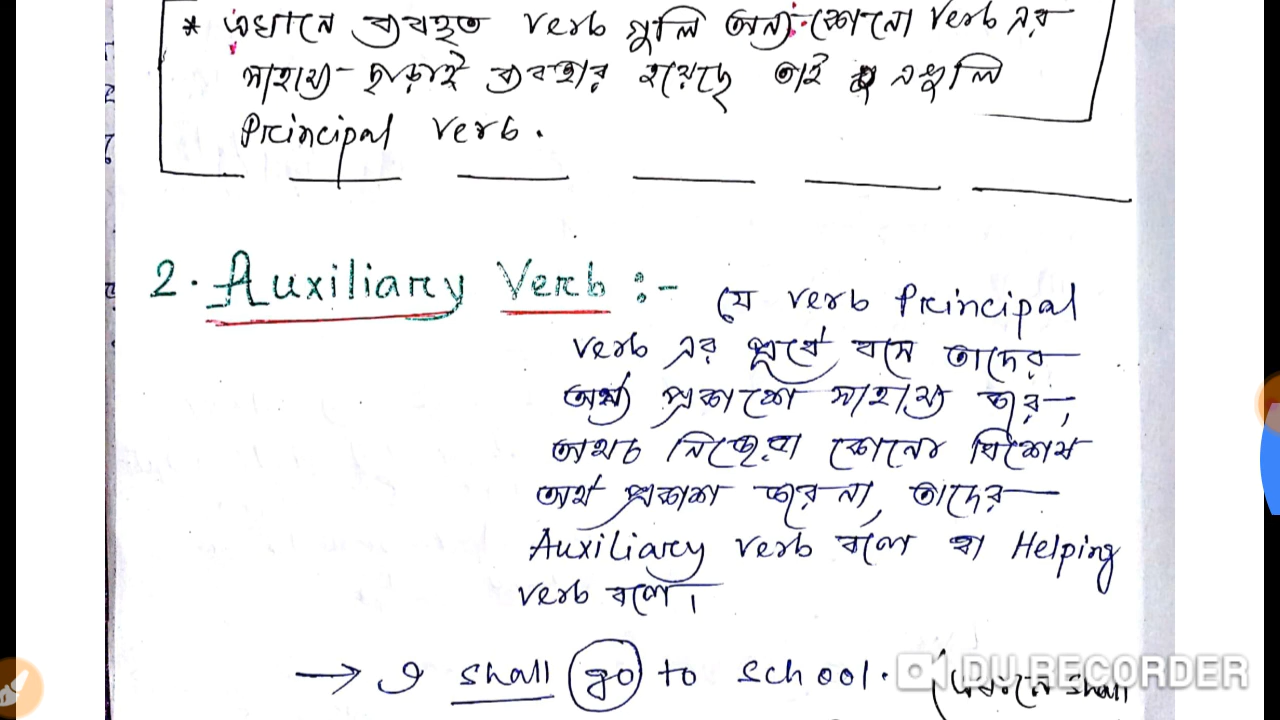 * এখানে ব্যবহৃত verb গুলি অন্য কোনো verb এর
সাহায্য ছাড়াই ব্যবহার হয়েছে তাই এগুলি
Principal verb.
2. Auxiliary Verb :- যে verb Principal
verb এর পূর্বে বসে তাদের
অর্থ প্রকাশে সাহায্য করে,
অথচ নিজেরা কোনো বিশেষ
অর্থ প্রকাশ করে না, তাদের
Auxiliary verb বলে বা Helping
verb বলে।
→ I shall go to school. (এখানে shall
DU RECORDER